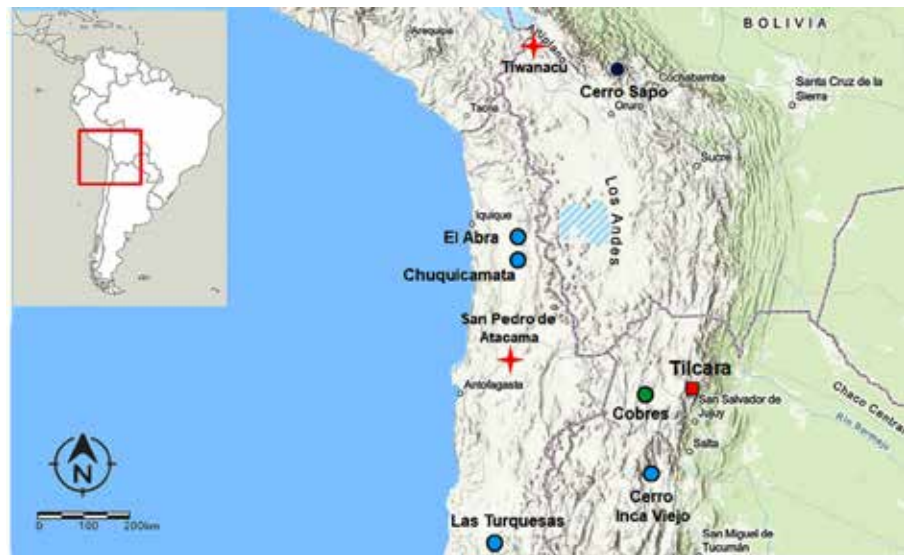 BOLIVIA
Arequipa
Altiplano
Tiwanacu
Cerro Sapo
Cochabamba
Santa Cruz de la
Sierra
Tacna
Oruro
Sucre
Los Andes
Iquique
El Abra
Chuquicamata
San Pedro de
Atacama
Antofagasta
Tilcara
Cobres
San Salvador de
Jujuy
Chaco Central
Río Bermejo
Salta
Cerro
Inca Viejo
Las Turquesas
San Miguel de
Tucumán
N
0 100 200km